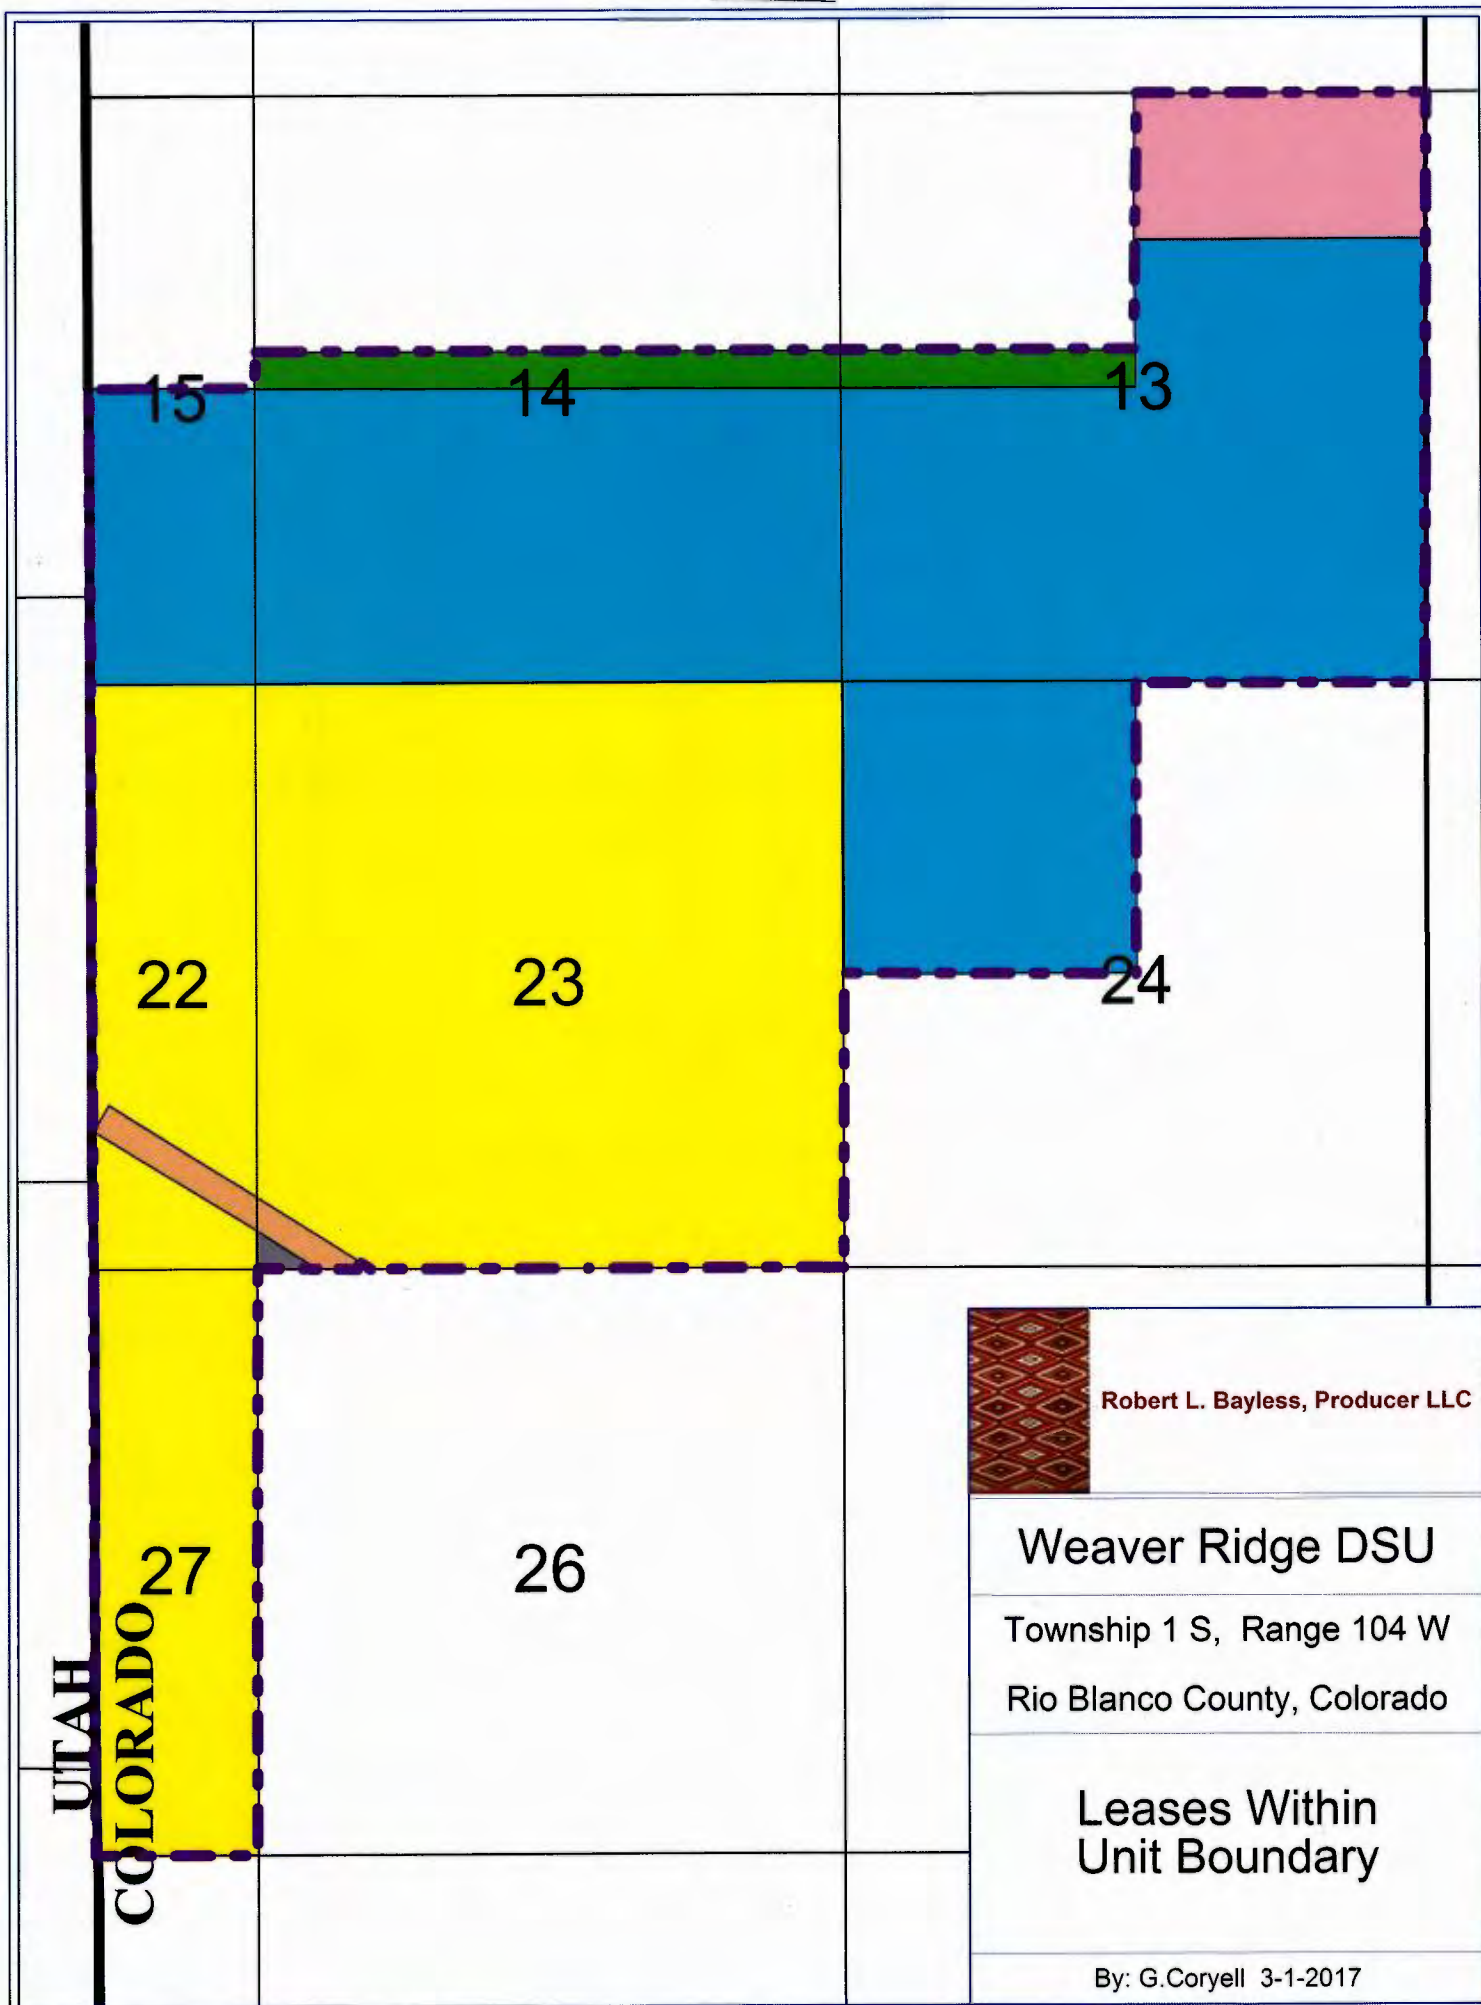 15
14
13
22
23
24
27
26
UTAH
COLORADO
Robert L. Bayless, Producer LLC
Weaver Ridge DSU
Township 1 S, Range 104 W
Rio Blanco County, Colorado
Leases Within
Unit Boundary
By: G.Coryell 3-1-2017